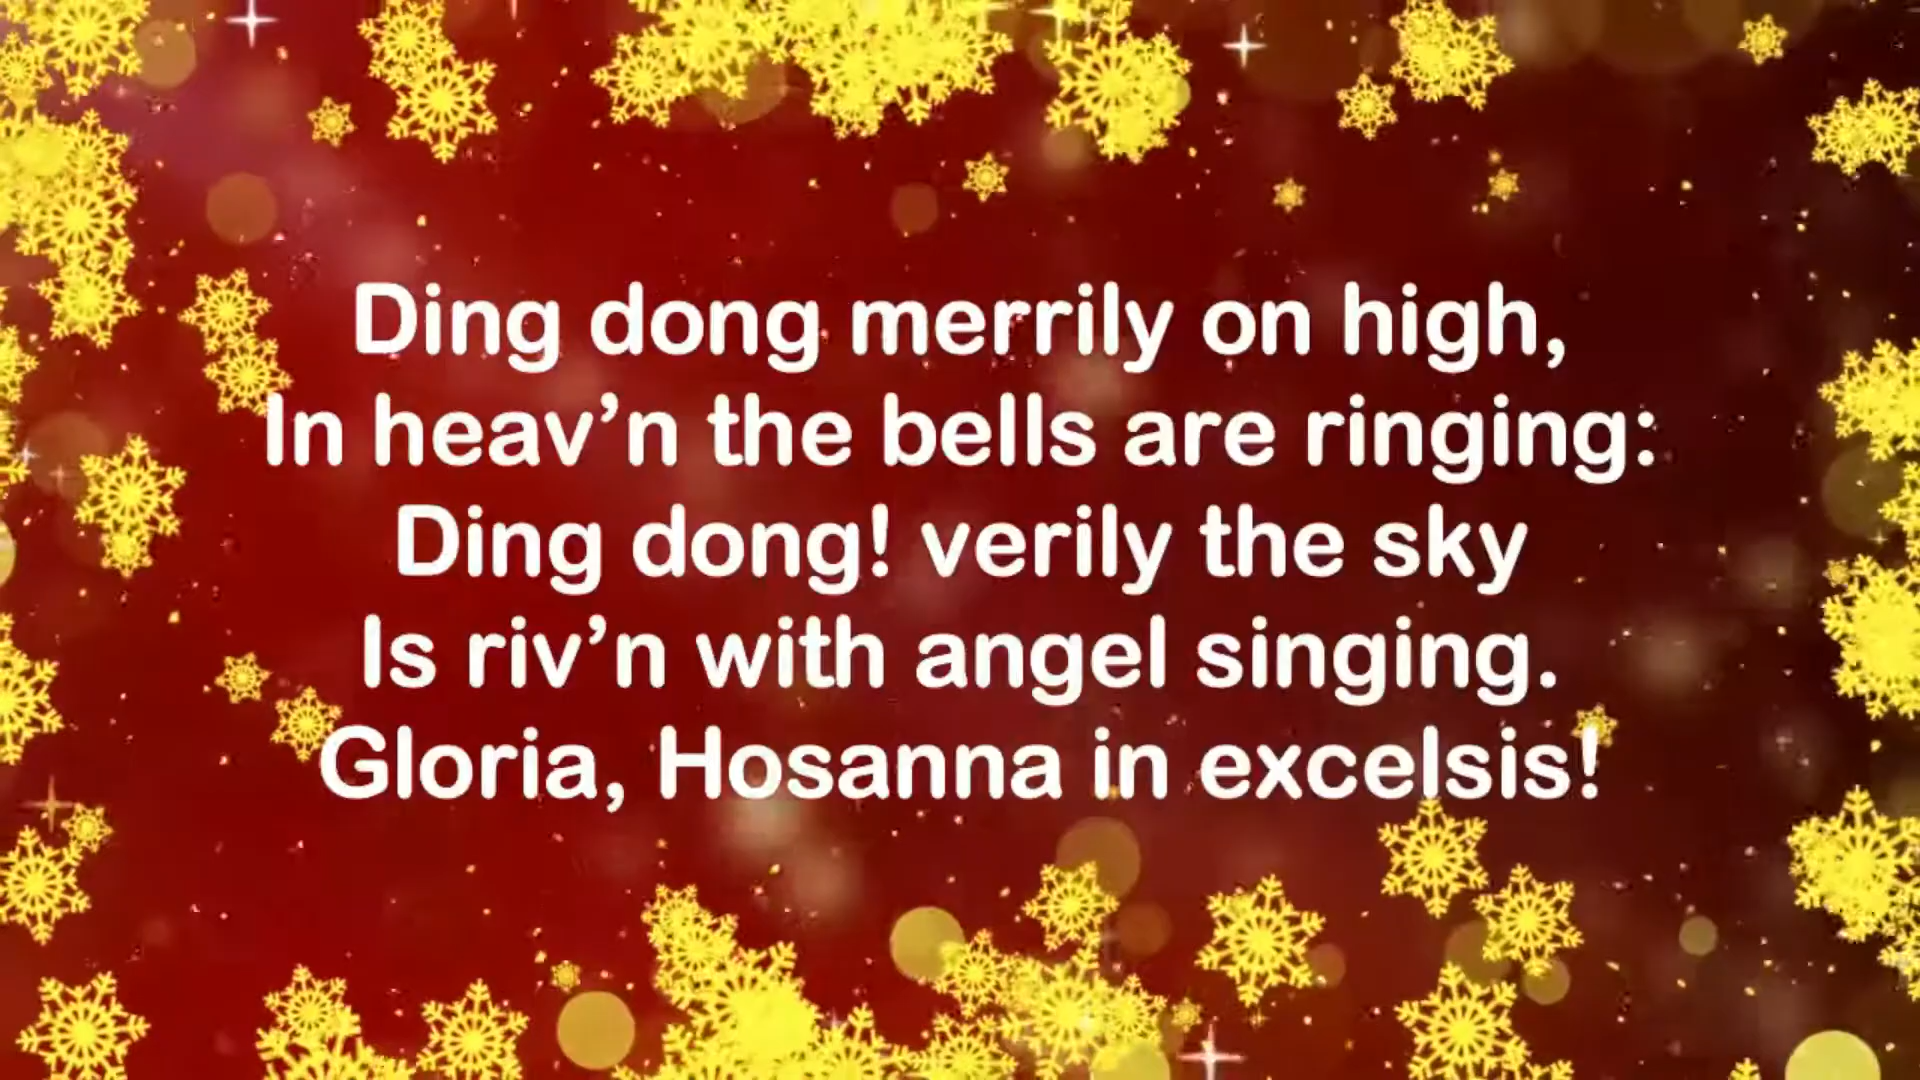 Ding dong merrily on high,
In heav’n the bells are ringing:
Ding dong! verily the sky
Is riv’n with angel singing.
Gloria, Hosanna in excelsis!